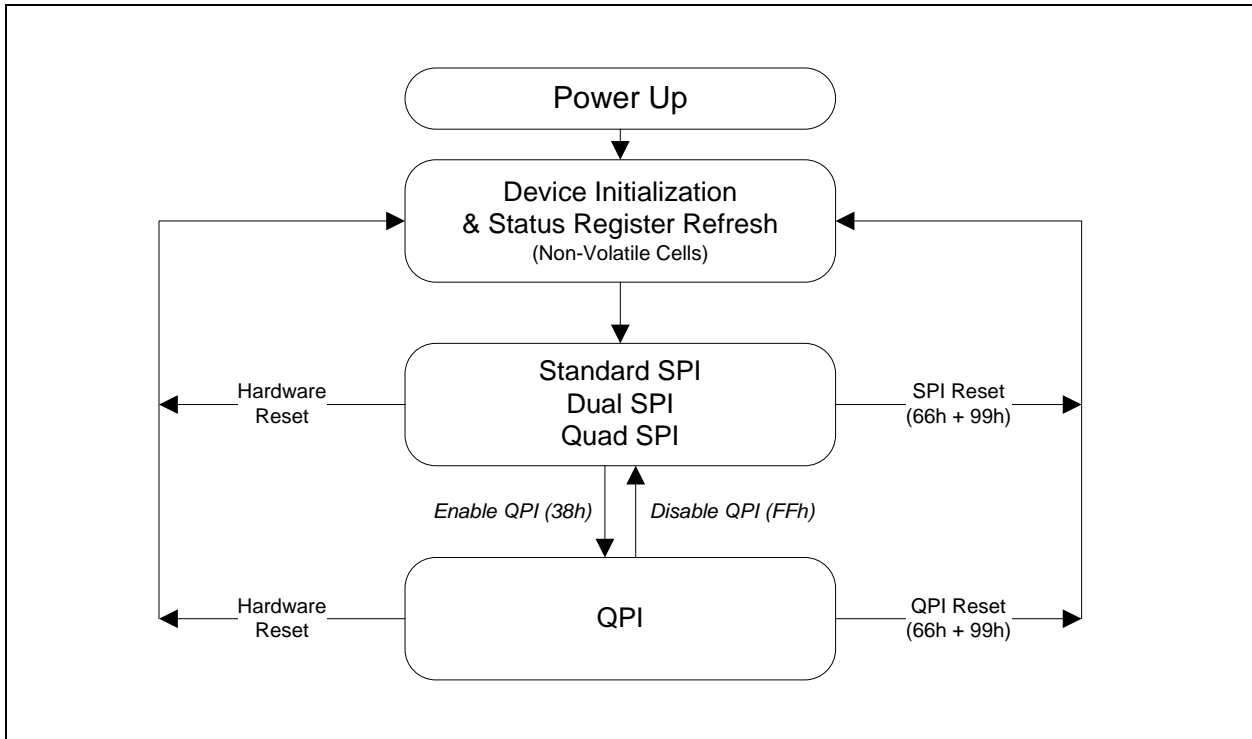 Power Up
Device Initialization
& Status Register Refresh
(Non-Volatile Cells)
Standard SPI
Dual SPI
Quad SPI
Hardware
Reset
SPI Reset
(66h + 99h)
Enable QPI (38h)
Disable QPI (FFh)
QPI
Hardware
Reset
QPI Reset
(66h + 99h)